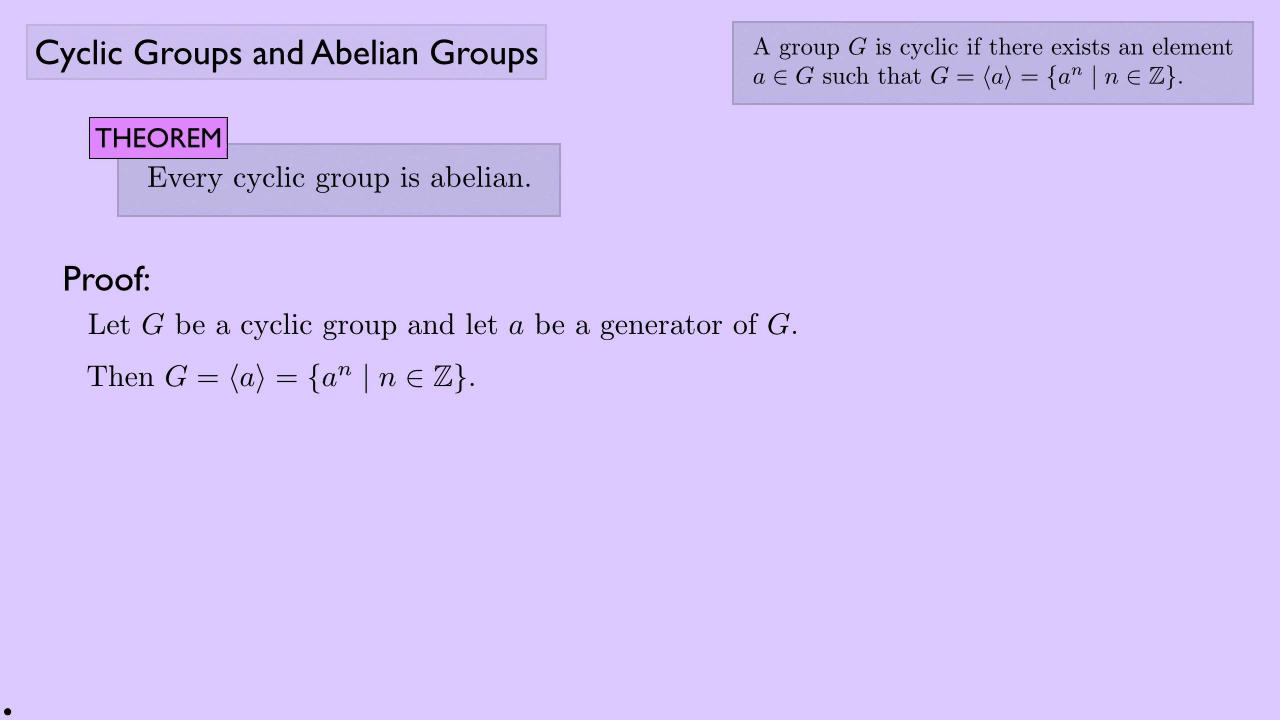 Cyclic Groups and Abelian Groups
A group G is cyclic if there exists an element
a ∈ G such that G = ⟨a⟩ = {aⁿ | n ∈ ℤ}.
THEOREM
Every cyclic group is abelian.
Proof:
Let G be a cyclic group and let a be a generator of G.
Then G = ⟨a⟩ = {aⁿ | n ∈ ℤ}.